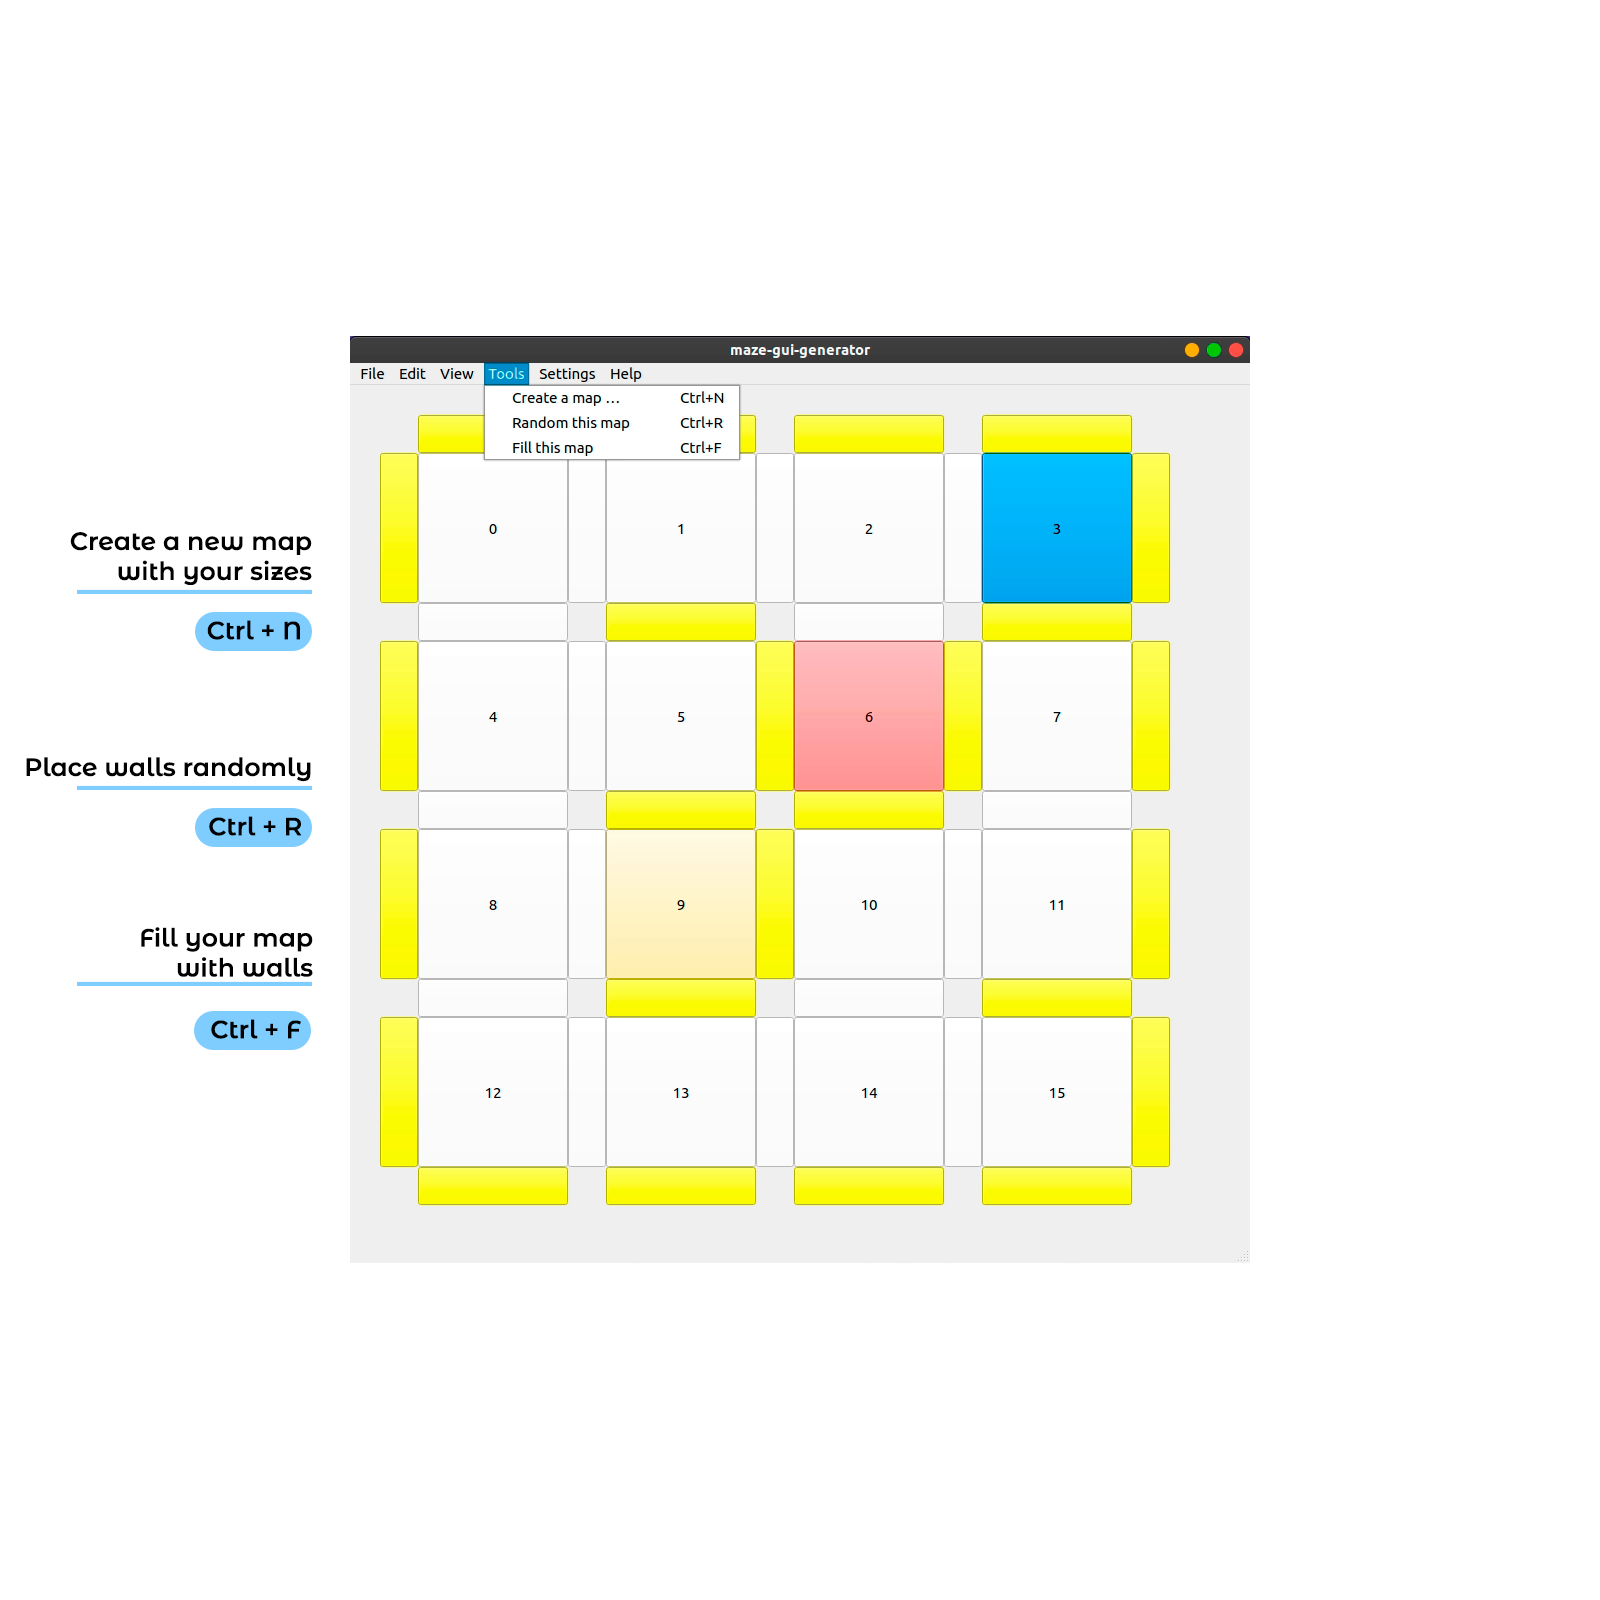 maze-gui-generator
File Edit View Tools Settings Help
Create a map ... Ctrl+N
Random this map Ctrl+R
Fill this map Ctrl+F
0 1 2 3
4 5 6 7
8 9 10 11
12 13 14 15
Create a new map
with your sizes
Ctrl + N
Place walls randomly
Ctrl + R
Fill your map
with walls
Ctrl + F